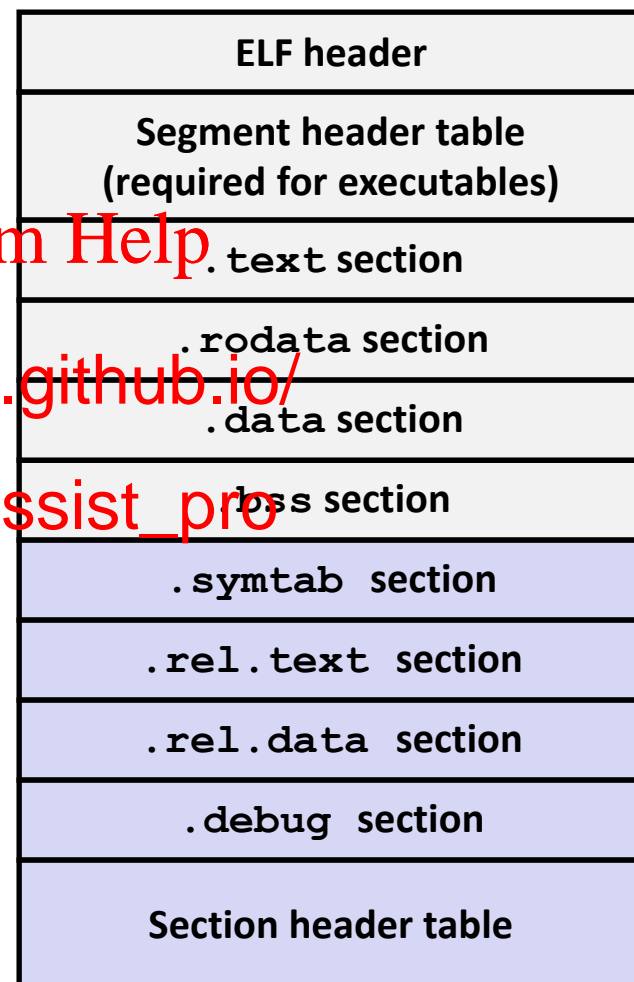 ELF header
Segment header table
(required for executables)
m Help
.text section
.rodata section
.github.io/
.data section
ssist_pro
.bss section
.symtab section
.rel.text section
.rel.data section
.debug section
Section header table